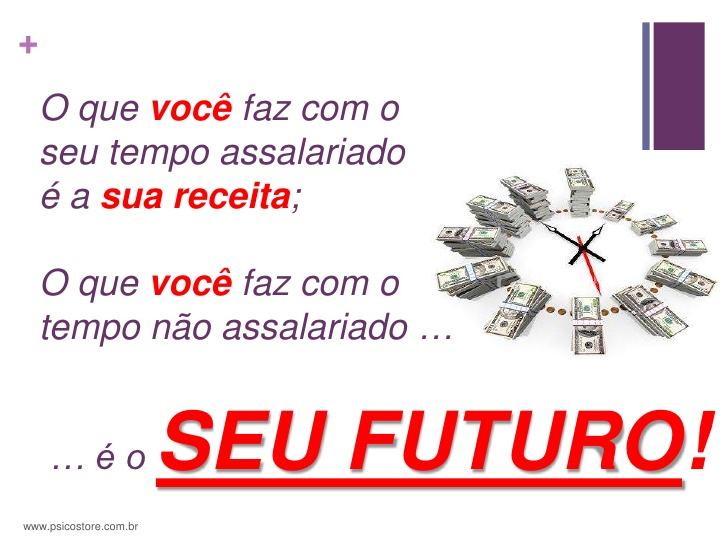 +
O que você faz com o
seu tempo assalariado
é a sua receita;
O que você faz com o
tempo não assalariado …
… é o SEU FUTURO!
www.psicostore.com.br